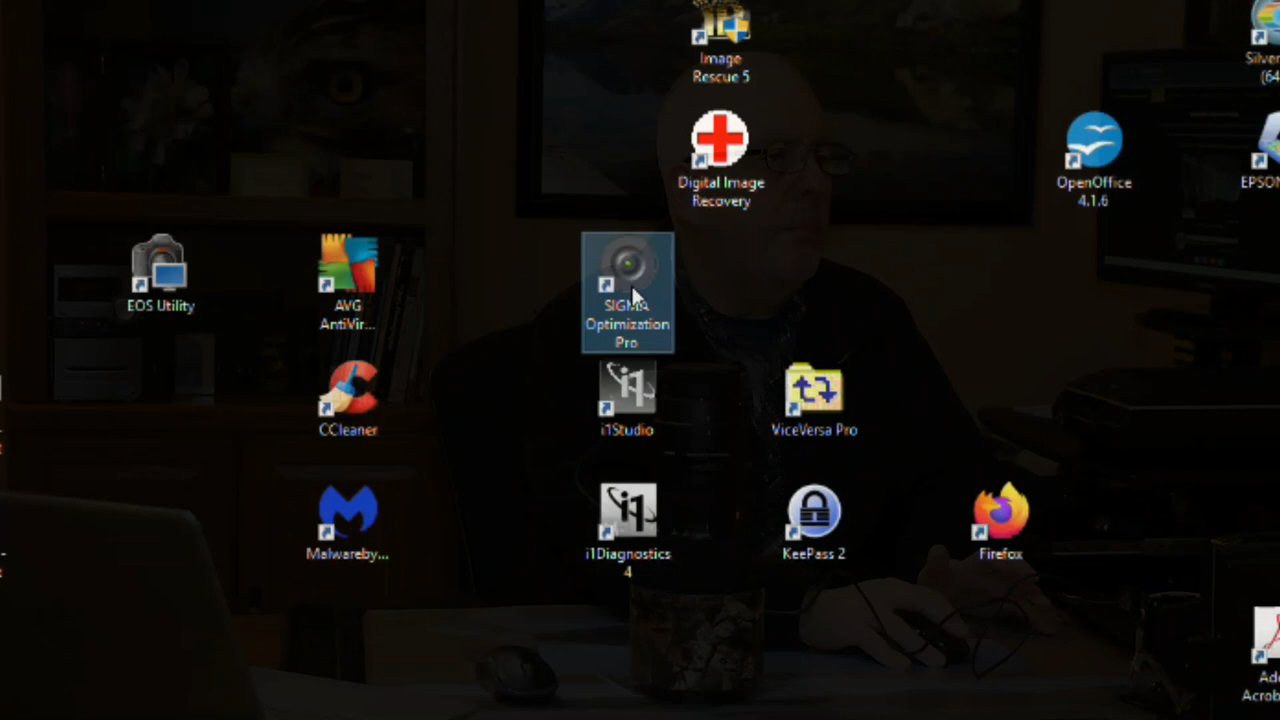 Image
Rescue 5
Silver
(64
Digital Image
Recovery
OpenOffice
4.1.6
EPSON
EOS Utility
AVG
AntiVir...
SIGMA
Optimization
Pro
CCleaner
i1Studio
ViceVersa Pro
Malwareby...
i1Diagnostics
4
KeePass 2
Firefox
Ado
Acrob